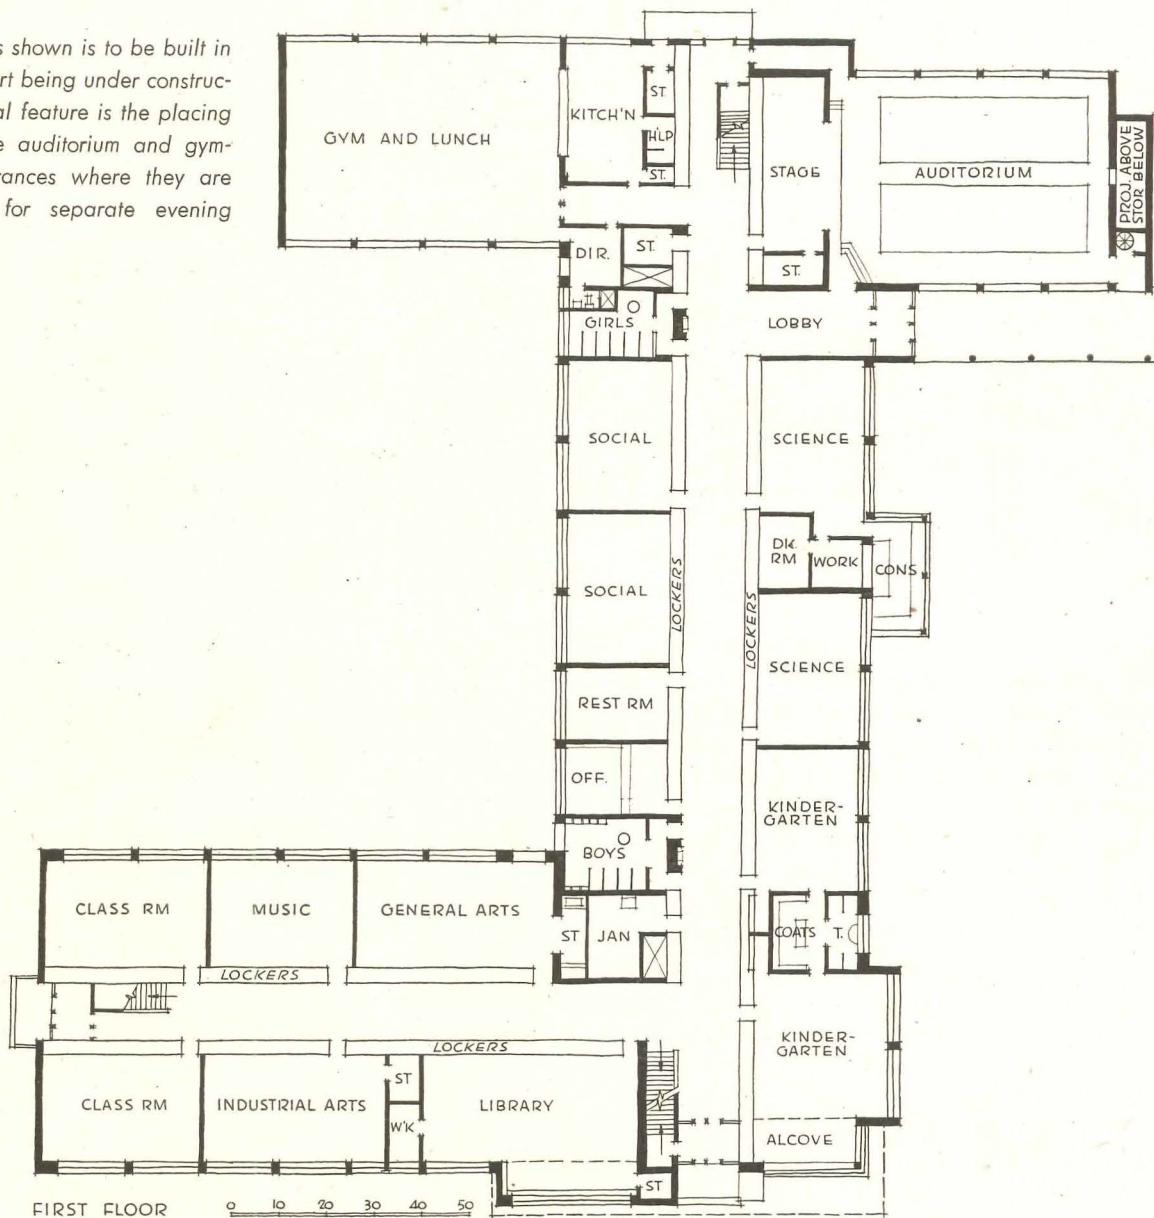 s shown is to be built in
rt being under construc-
al feature is the placing
e auditorium and gym-
rances where they are
for separate evening
GYM AND LUNCH
KITCH'N
ST.
H'LP
ST.
STAGE
AUDITORIUM
PROJ. ABOVE
STOR BELOW
DIR.
ST.
ST.
GIRLS
LOBBY
SOCIAL
SCIENCE
DK.
RM
WORK
CONS
SOCIAL
LOCKERS
LOCKERS
SCIENCE
REST RM
OFF.
KINDER-
GARTEN
BOYS
CLASS RM
MUSIC
GENERAL ARTS
ST
JAN
COATS
T.
LOCKERS
KINDER-
GARTEN
LOCKERS
CLASS RM
INDUSTRIAL ARTS
ST
W'K
LIBRARY
ALCOVE
ST
FIRST FLOOR
0 10 20 30 40 50